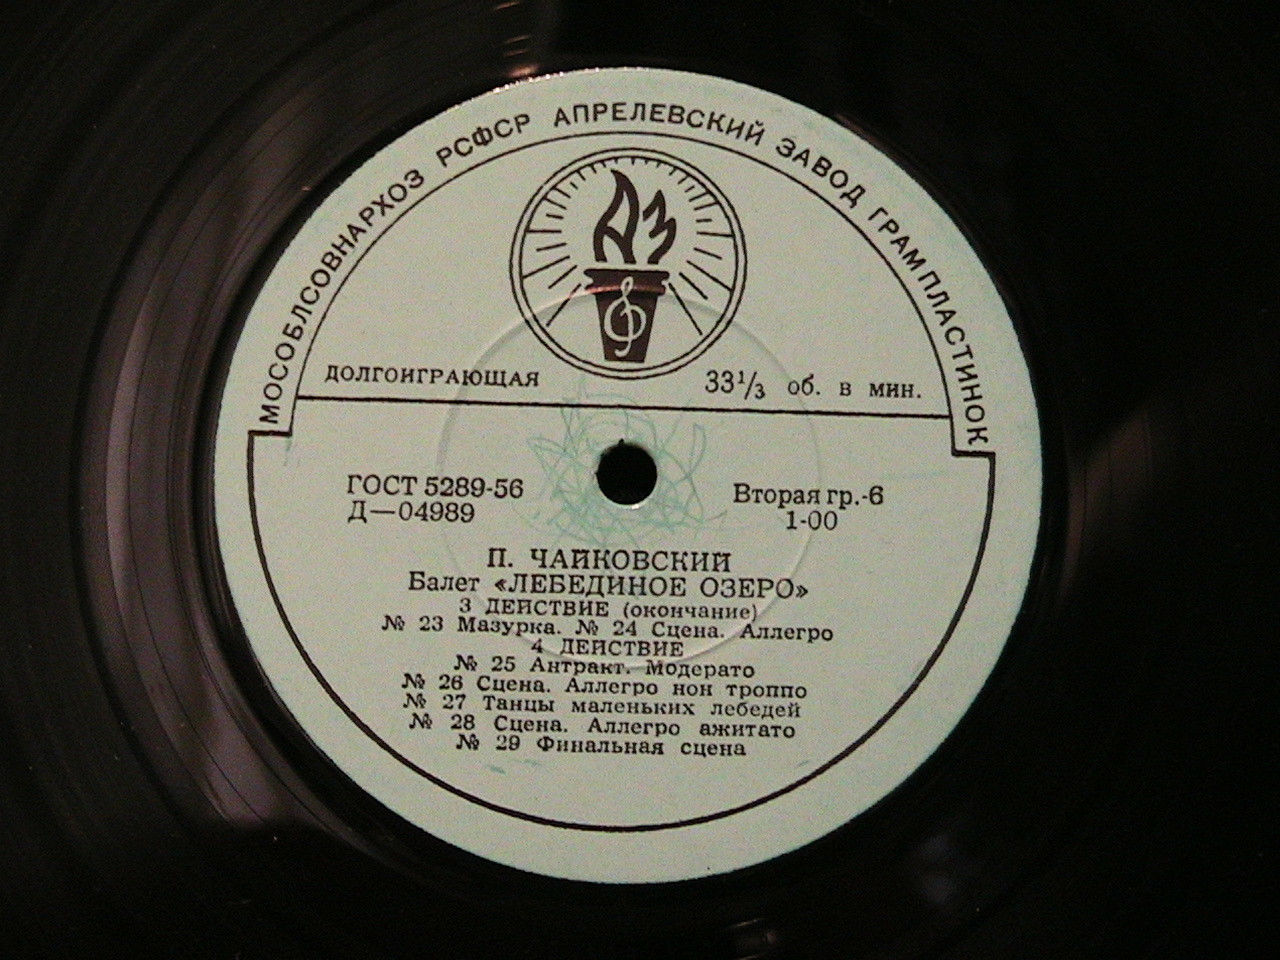 МОСОБЛСОВНАРХОЗ РСФСР АПРЕЛЕВСКИЙ ЗАВОД ГРАМПЛАСТИНОК
АЗ
ДОЛГОИГРАЮЩАЯ 33⅓ об. в мин.
ГОСТ 5289-56 Вторая гр.-6
Д—04989 1-00
П. ЧАЙКОВСКИЙ
Балет «ЛЕБЕДИНОЕ ОЗЕРО»
3 ДЕЙСТВИЕ (окончание)
№ 23 Мазурка. № 24 Сцена. Аллегро
4 ДЕЙСТВИЕ
№ 25 Антракт. Модерато
№ 26 Сцена. Аллегро нон троппо
№ 27 Танцы маленьких лебедей
№ 28 Сцена. Аллегро ажитато
№ 29 Финальная сцена